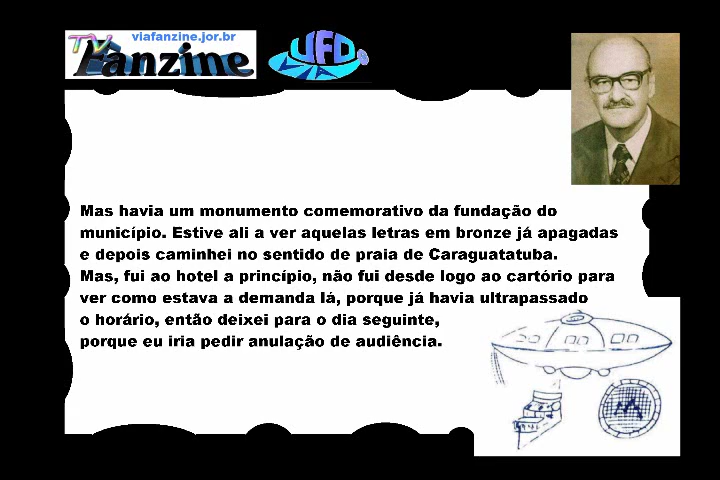 viafanzine.jor.br
TV Fanzine
UFO
VIA
Mas havia um monumento comemorativo da fundação do
município. Estive ali a ver aquelas letras em bronze já apagadas
e depois caminhei no sentido de praia de Caraguatatuba.
Mas, fui ao hotel a princípio, não fui desde logo ao cartório para
ver como estava a demanda lá, porque já havia ultrapassado
o horário, então deixei para o dia seguinte,
porque eu iria pedir anulação de audiência.